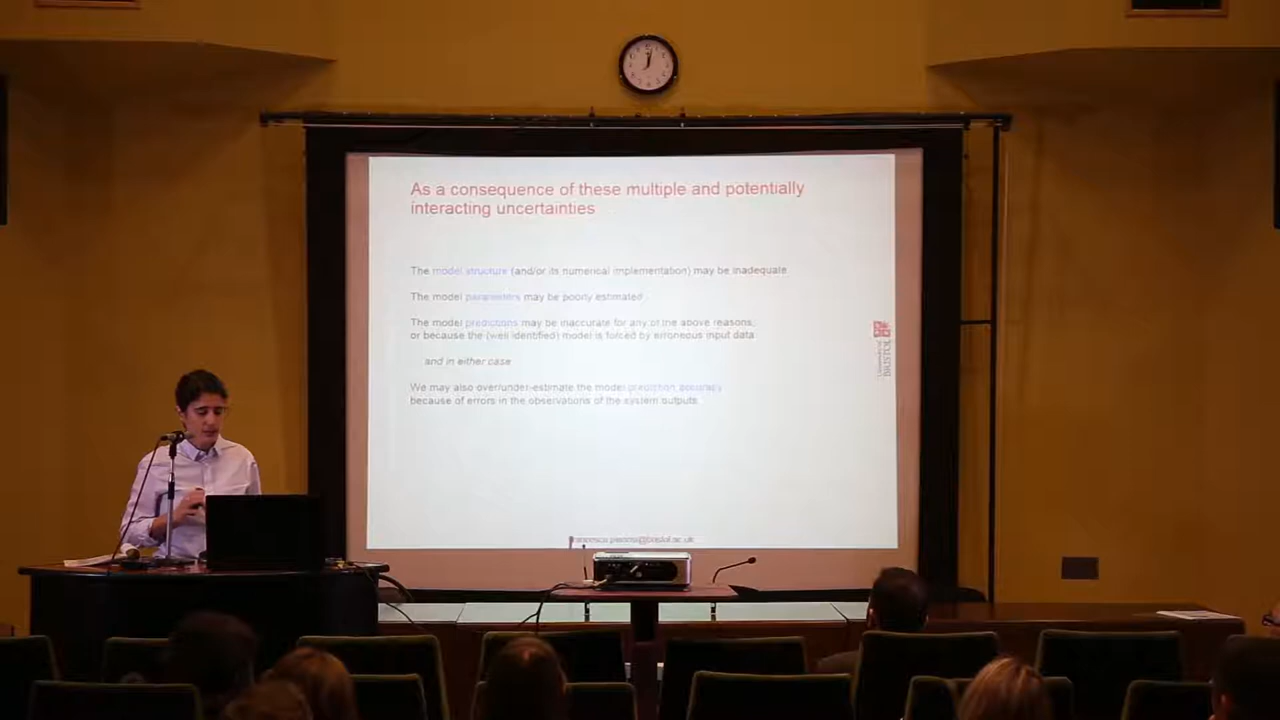 As a consequence of these multiple and potentially
interacting uncertainties
The model structure (and/or its numerical implementation) may be inadequate
The model parameters may be poorly estimated
The model predictions may be inaccurate for any of the above reasons,
or because the (well identified) model is forced by erroneous input data
and in either case
We may also over/under-estimate the model prediction accuracy
because of errors in the observations of the system outputs